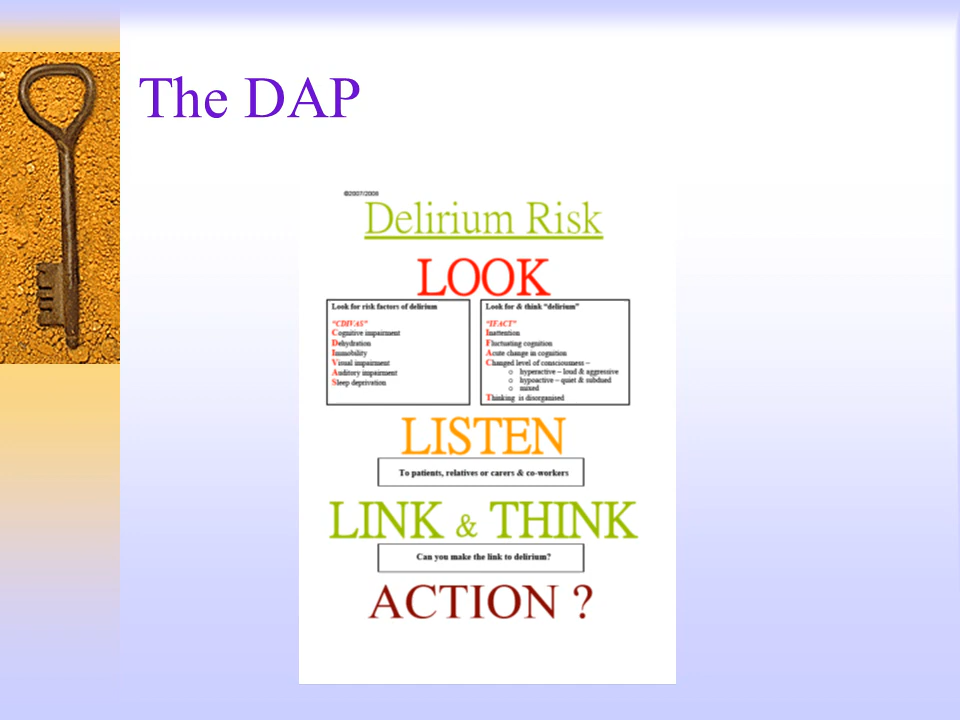 The DAP
©2007/2008
Delirium Risk
LOOK
Look for risk factors of delirium
"CDIVAS"
Cognitive impairment
Dehydration
Immobility
Visual impairment
Auditory impairment
Sleep deprivation
Look for & think "delirium"
"IFACT"
Inattention
Fluctuating cognition
Acute change in cognition
Changed level of consciousness –
o hyperactive – loud & aggressive
o hypoactive – quiet & subdued
o mixed
Thinking is disorganised
LISTEN
To patients, relatives or carers & co-workers
LINK & THINK
Can you make the link to delirium?
ACTION ?